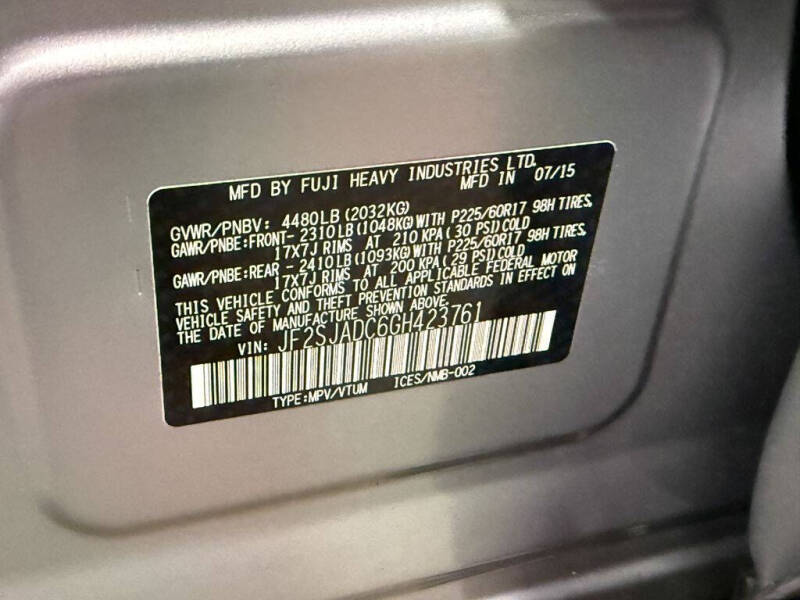 MFD BY FUJI HEAVY INDUSTRIES LTD.
MFD IN 07/15
GVWR/PNBV: 4480LB(2032KG)
GAWR/PNBE:FRONT- 2310LB(1048KG)WITH P225/60R17 98H TIRES.
17X7J RIMS AT 210 KPA( 30 PSI)COLD
GAWR/PNBE:REAR - 2410LB(1093KG)WITH P225/60R17 98H TIRES.
17X7J RIMS AT 200 KPA( 29 PSI)COLD
THIS VEHICLE CONFORMS TO ALL APPLICABLE FEDERAL MOTOR
VEHICLE SAFETY AND THEFT PREVENTION STANDARDS IN EFFECT ON
THE DATE OF MANUFACTURE SHOWN ABOVE.
VIN: JF2SJADC6GH423761
TYPE:MPV/VTUM ICES/NMB-002